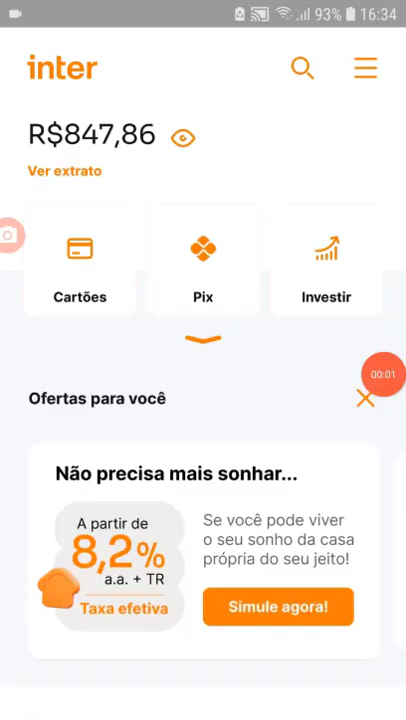 93% 16:34
inter
R$847,86
Ver extrato
Cartões Pix Investir
00:01
Ofertas para você
Não precisa mais sonhar...
A partir de
8,2%
a.a. + TR
Taxa efetiva
Se você pode viver
o seu sonho da casa
própria do seu jeito!
Simule agora!